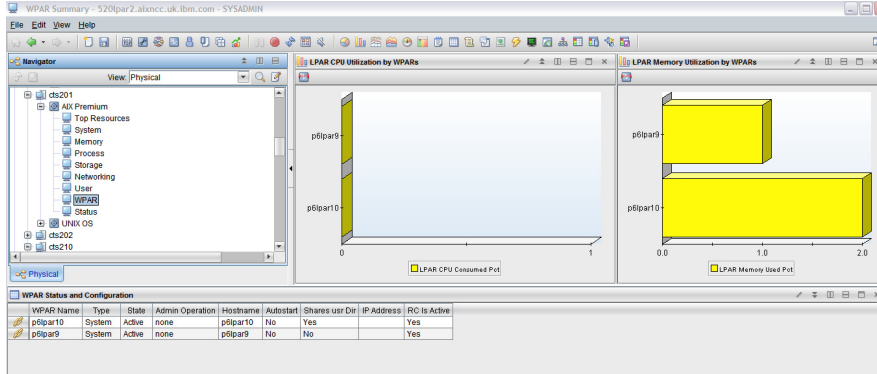 WPAR Summary - 520lpar2.aixncc.uk.ibm.com - SYSADMIN
File Edit View Help
Navigator
View: Physical
cts201
AIX Premium
Top Resources
System
Memory
Process
Storage
Networking
User
WPAR
Status
UNIX OS
cts202
cts210
Physical
LPAR CPU Utilization by WPARs
p6lpar9
p6lpar10
0 1
LPAR CPU Consumed Pct
LPAR Memory Utilization by WPARs
p6lpar9
p6lpar10
0.0 1.0 2.0
LPAR Memory Used Pct
WPAR Status and Configuration
WPAR Name Type State Admin Operation Hostname Autostart Shares usr Dir IP Address RC Is Active
p6lpar10 System Active none p6lpar10 No Yes Yes
p6lpar9 System Active none p6lpar9 No No Yes